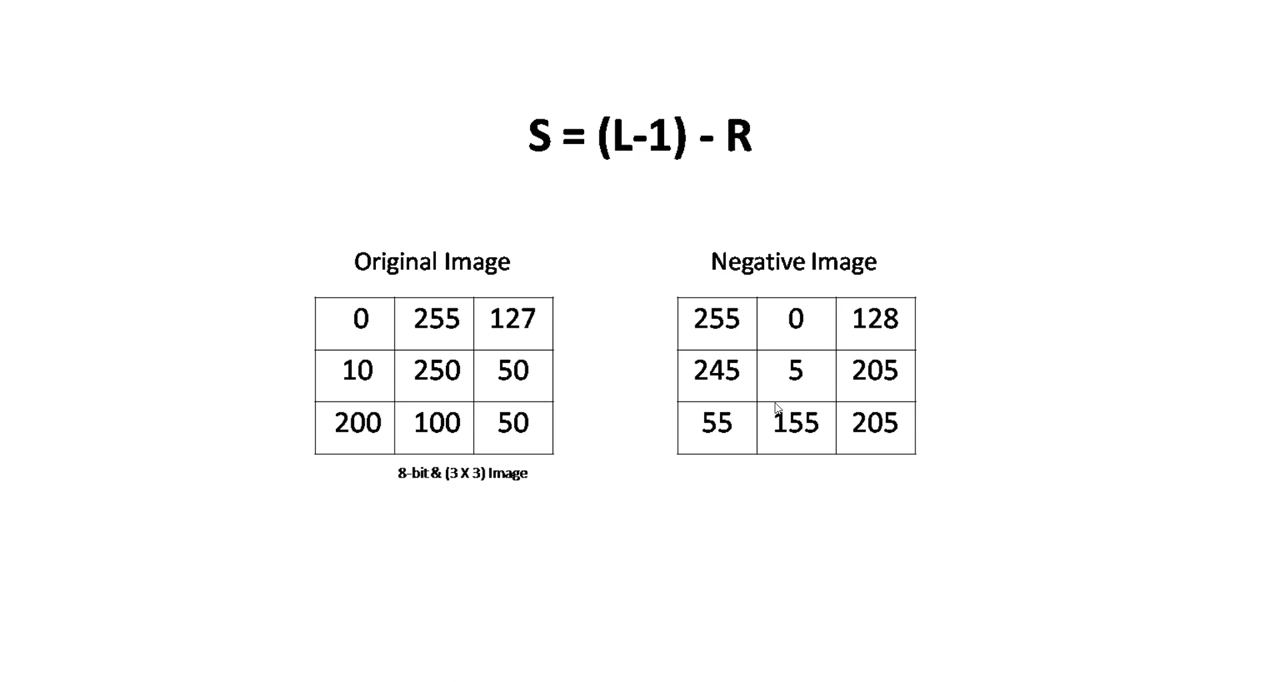 S = (L-1) - R
Original Image
0 255 127
10 250 50
200 100 50
8-bit & (3 X 3) Image
Negative Image
255 0 128
245 5 205
55 155 205